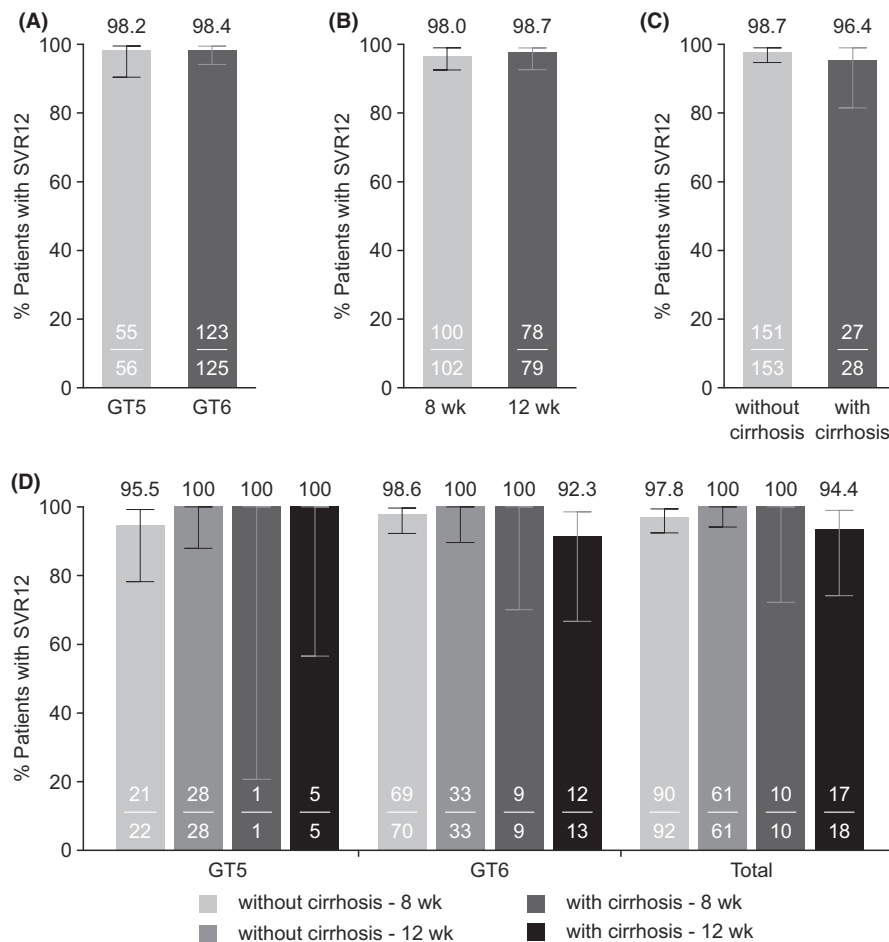 (A)
98.2 98.4
% Patients with SVR12
100
80
60
40
20
0
55 123
56 125
GT5 GT6
(B)
98.0 98.7
% Patients with SVR12
100
80
60
40
20
0
100 78
102 79
8 wk 12 wk
(C)
98.7 96.4
% Patients with SVR12
100
80
60
40
20
0
151 27
153 28
without with
cirrhosis cirrhosis
(D)
95.5 100 100 100 98.6 100 100 92.3 97.8 100 100 94.4
% Patients with SVR12
100
80
60
40
20
0
21 28 1 5 69 33 9 12 90 61 10 17
22 28 1 5 70 33 9 13 92 61 10 18
GT5 GT6 Total
without cirrhosis - 8 wk with cirrhosis - 8 wk
without cirrhosis - 12 wk with cirrhosis - 12 wk